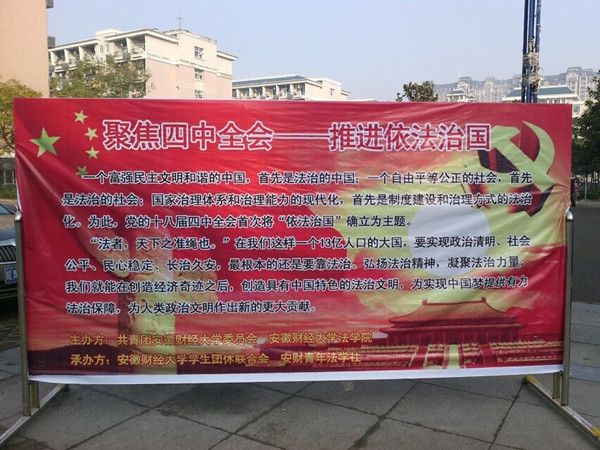 聚焦四中全会——推进依法治国
一个富强民主文明和谐的中国,首先是法治的中国;一个自由平等公正的社会,首先
是法治的社会;国家治理体系和治理能力的现代化,首先是制度建设和治理方式的法治
化。为此,党的十八届四中全会首次将“依法治国”确立为主题。
“法者,天下之准绳也。”在我们这样一个13亿人口的大国,要实现政治清明、社会
公平、民心稳定、长治久安,最根本的还是要靠法治。弘扬法治精神,凝聚法治力量,
我们就能在创造经济奇迹之后,创造具有中国特色的法治文明,为实现中国梦提供有力
法治保障,为人类政治文明作出新的更大贡献。
主办方:共青团安徽财经大学委员会 安徽财经大学法学院
承办方:安徽财经大学学生团体联合会 安财青年法学社